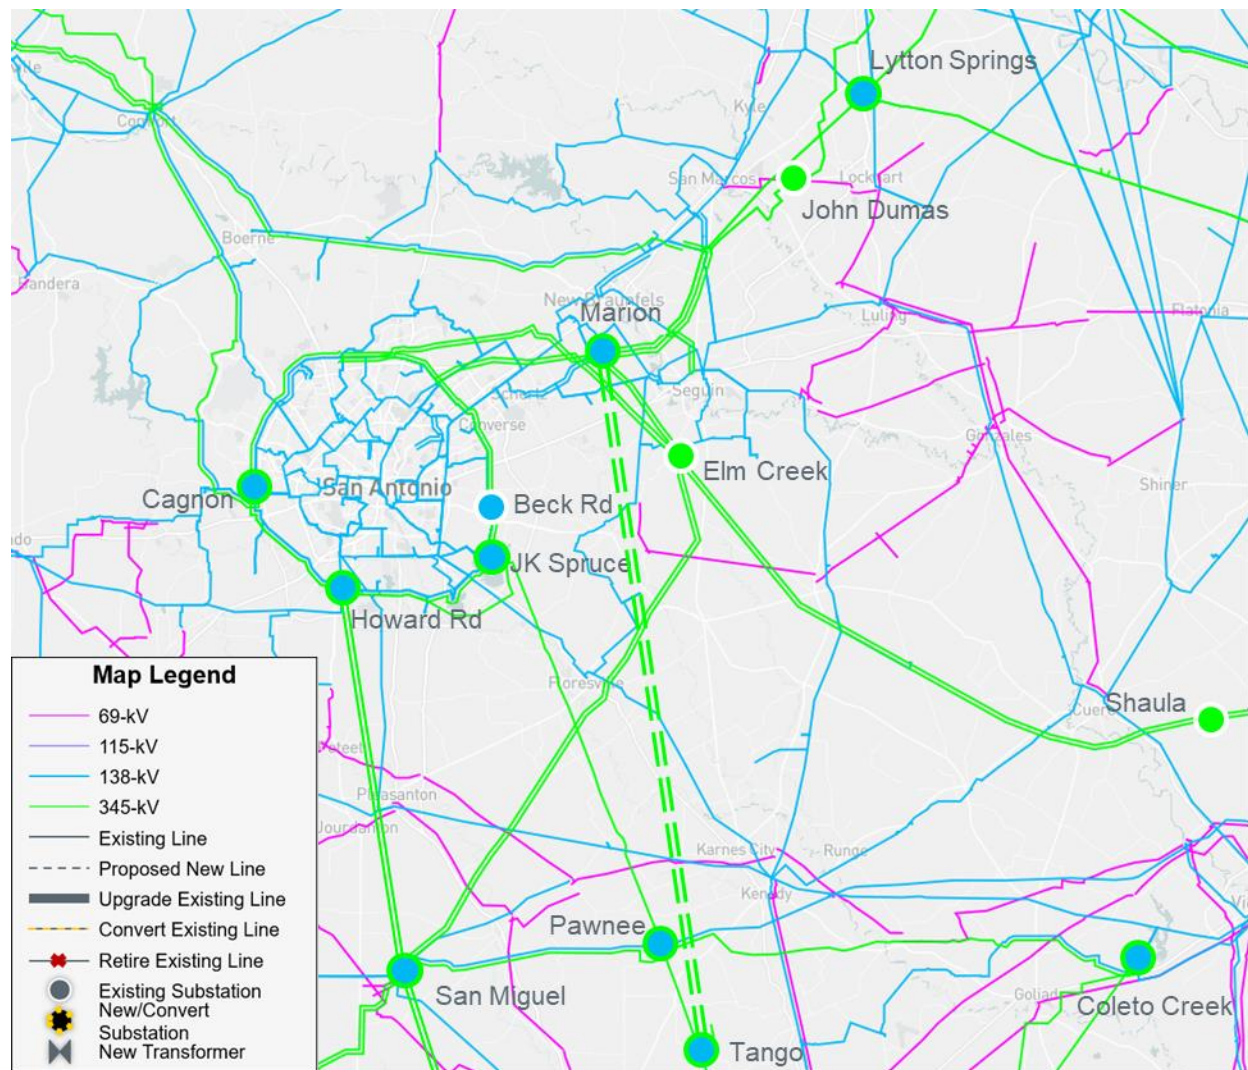 Lytton Springs
Kyle
San Marcos
Lockhart
John Dumas
Boerne
Bandera
New Braunfels
Marion
Luling
Flatonia
Seguin
Schertz
Converse
Gonzales
Elm Creek
Shiner
Cagnon
San Antonio
Beck Rd
JK Spruce
Howard Rd
Floresville
Shaula
Cuero
Map Legend
69-kV
115-kV
138-kV
345-kV
Existing Line
Proposed New Line
Upgrade Existing Line
Convert Existing Line
Retire Existing Line
Existing Substation
New/Convert
Substation
New Transformer
Poteet
Pleasanton
Jourdanton
Karnes City
Runge
Kenedy
Pawnee
San Miguel
Goliad
Coleto Creek
Tango